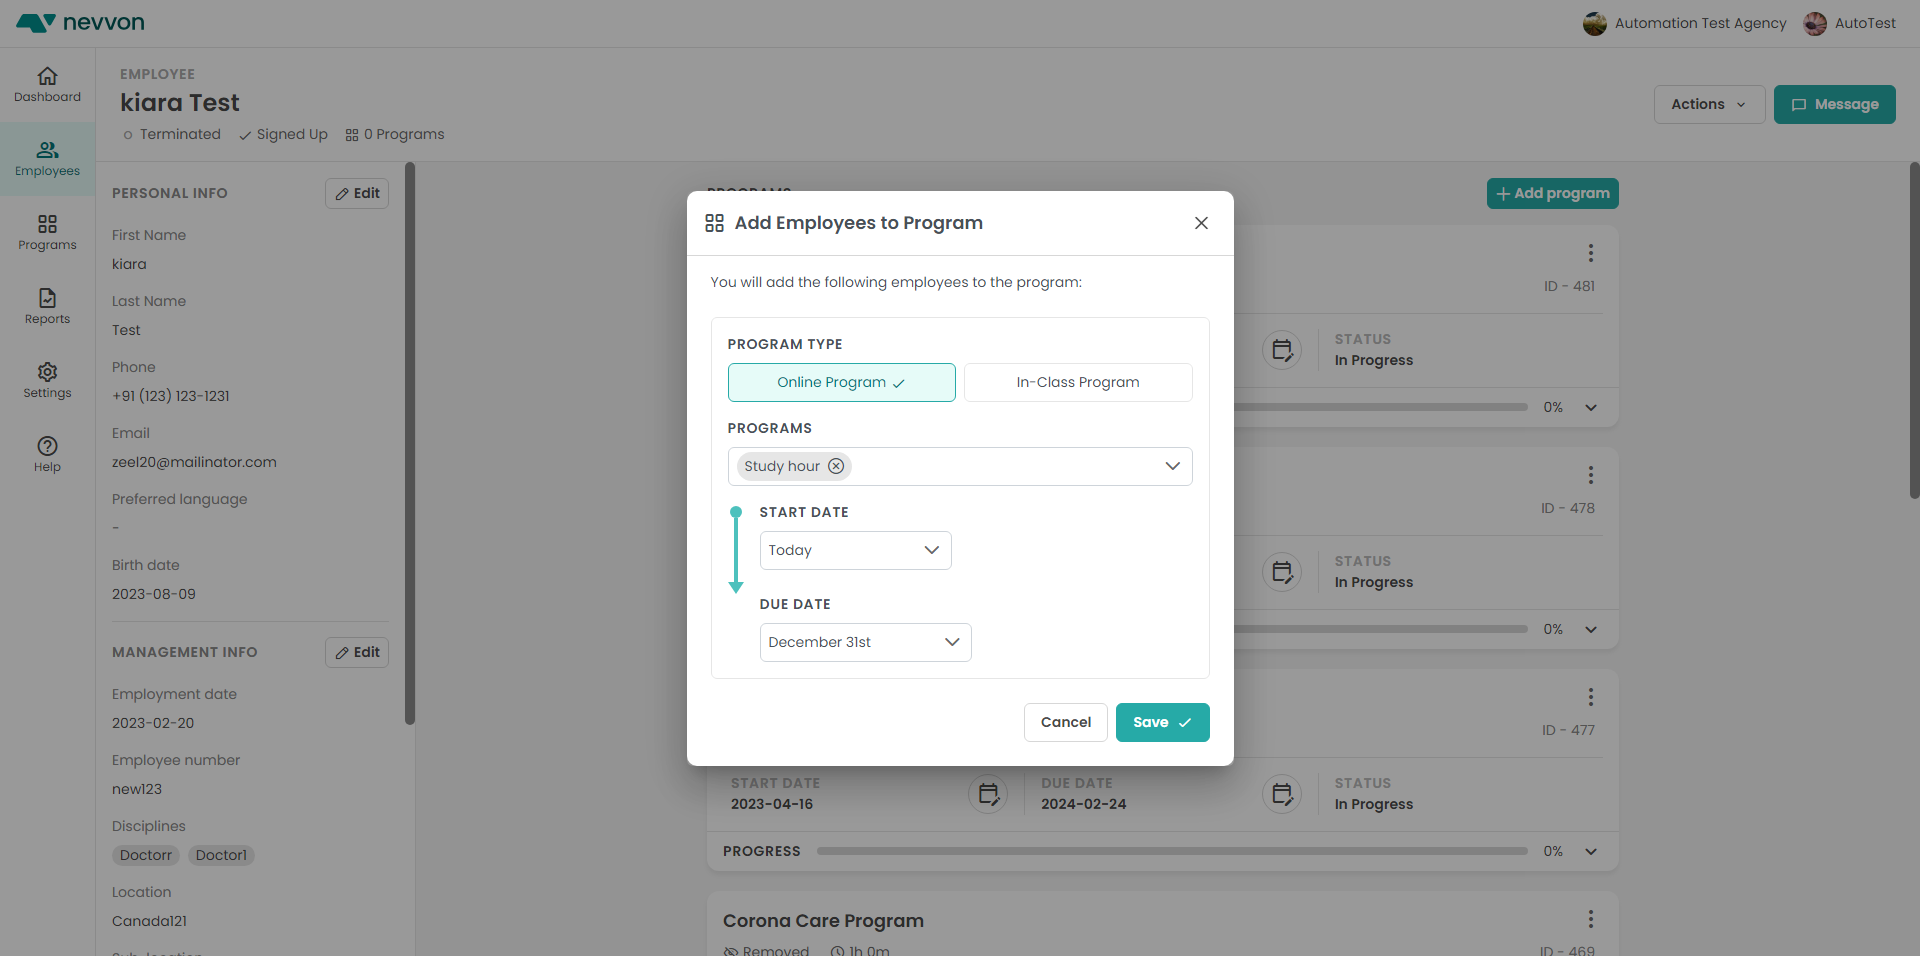 nevvon
Automation Test Agency
AutoTest
Dashboard
Employees
Programs
Reports
Settings
Help
EMPLOYEE
kiara Test
Terminated
Signed Up
0 Programs
Actions
Message
PERSONAL INFO
Edit
First Name
kiara
Last Name
Test
Phone
+91 (123) 123-1231
Email
zeel20@mailinator.com
Preferred language
-
Birth date
2023-08-09
MANAGEMENT INFO
Edit
Employment date
2023-02-20
Employee number
new123
Disciplines
Doctorr
Doctor1
Location
Canada121
Sub-location
PROGRAMS
Add program
Add Employees to Program
You will add the following employees to the program:
PROGRAM TYPE
Online Program
In-Class Program
PROGRAMS
Study hour
START DATE
Today
DUE DATE
December 31st
Cancel
Save
ID - 481
STATUS
In Progress
0%
ID - 478
STATUS
In Progress
0%
ID - 477
START DATE
2023-04-16
DUE DATE
2024-02-24
STATUS
In Progress
PROGRESS
0%
Corona Care Program
Removed
1h 0m
ID - 469